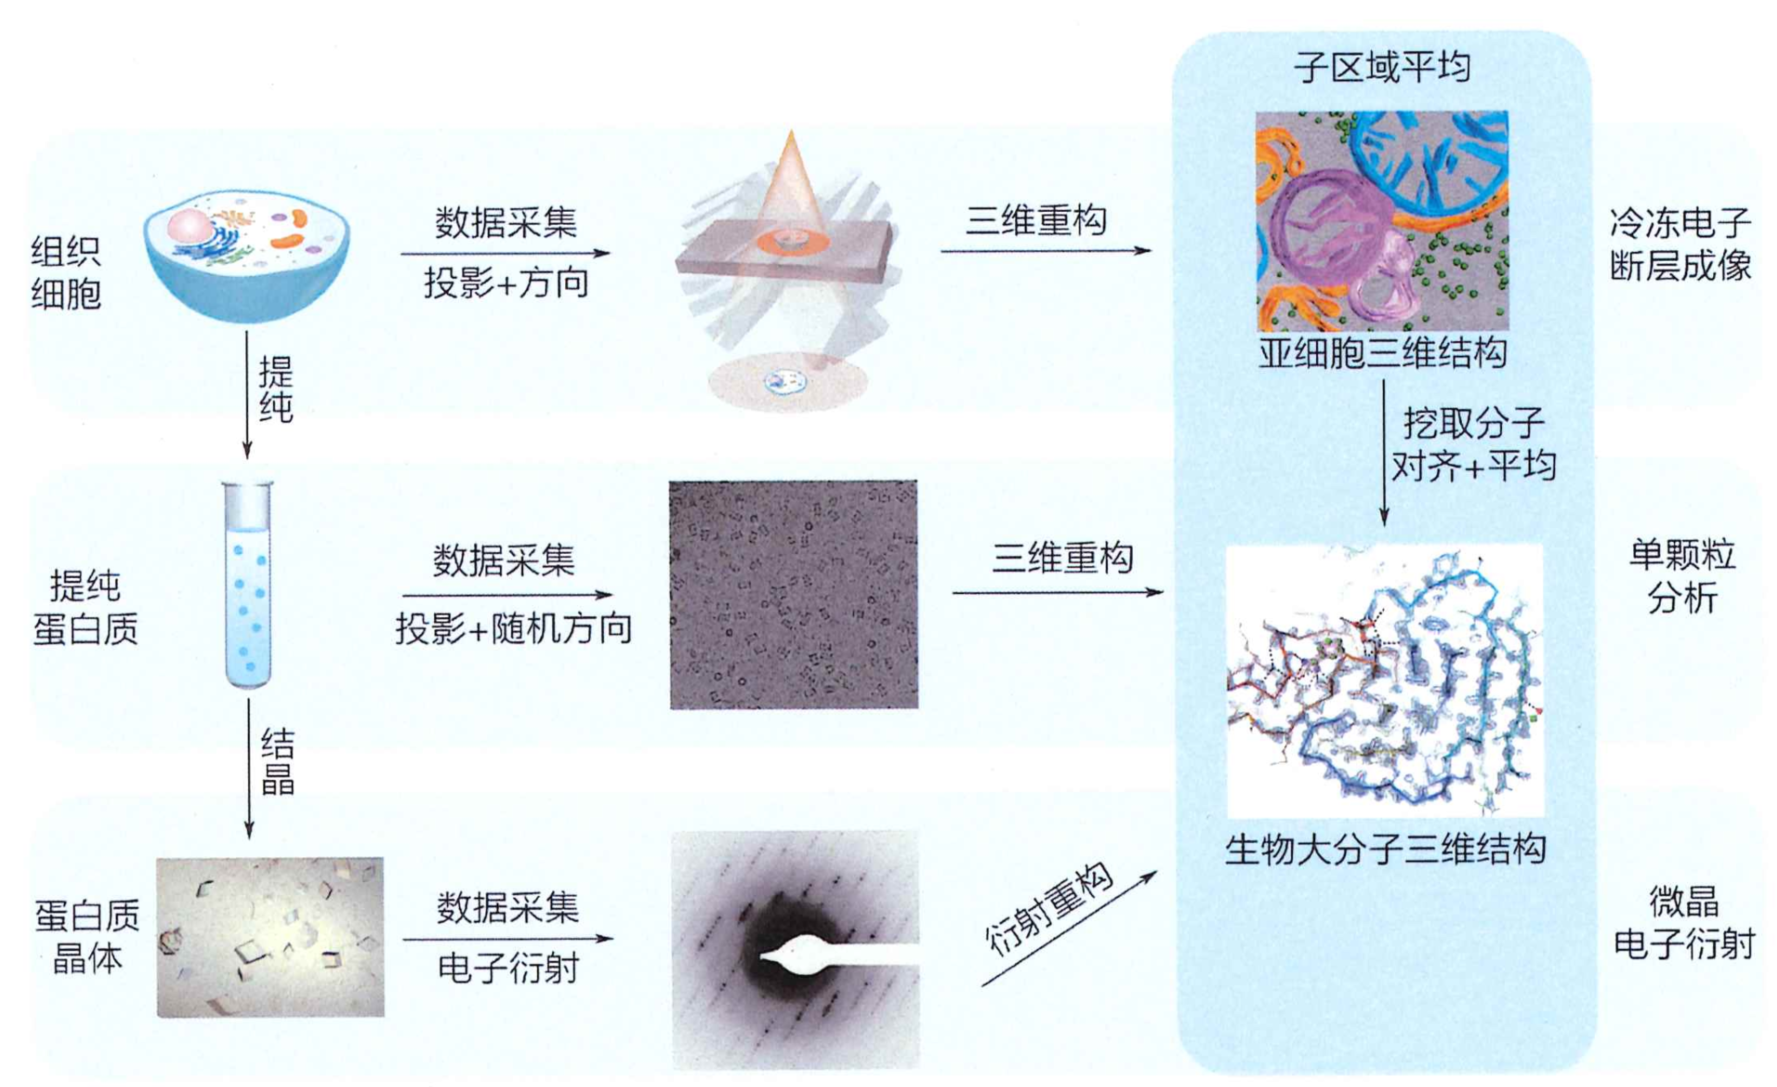 子区域平均
组织
细胞
数据采集
投影+方向
三维重构
亚细胞三维结构
冷冻电子
断层成像
提
纯
挖取分子
对齐+平均
提纯
蛋白质
数据采集
投影+随机方向
三维重构
单颗粒
分析
结
晶
生物大分子三维结构
蛋白质
晶体
数据采集
电子衍射
衍射重构
微晶
电子衍射